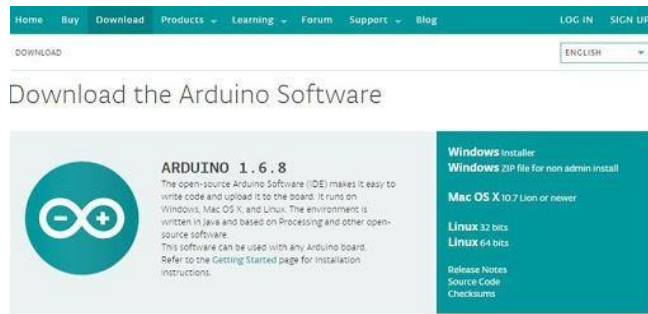 Home Buy Download Products Learning Forum Support Blog LOG IN SIGN UP
DOWNLOAD ENGLISH
Download the Arduino Software
ARDUINO 1.6.8
The open-source Arduino Software (IDE) makes it easy to
write code and upload it to the board. It runs on
Windows, Mac OS X, and Linux. The environment is
written in Java and based on Processing and other open-
source software.
This software can be used with any Arduino board.
Refer to the Getting Started page for Installation
instructions.
Windows Installer
Windows ZIP file for non admin install
Mac OS X 10.7 Lion or newer
Linux 32 bits
Linux 64 bits
Release Notes
Source Code
Checksums